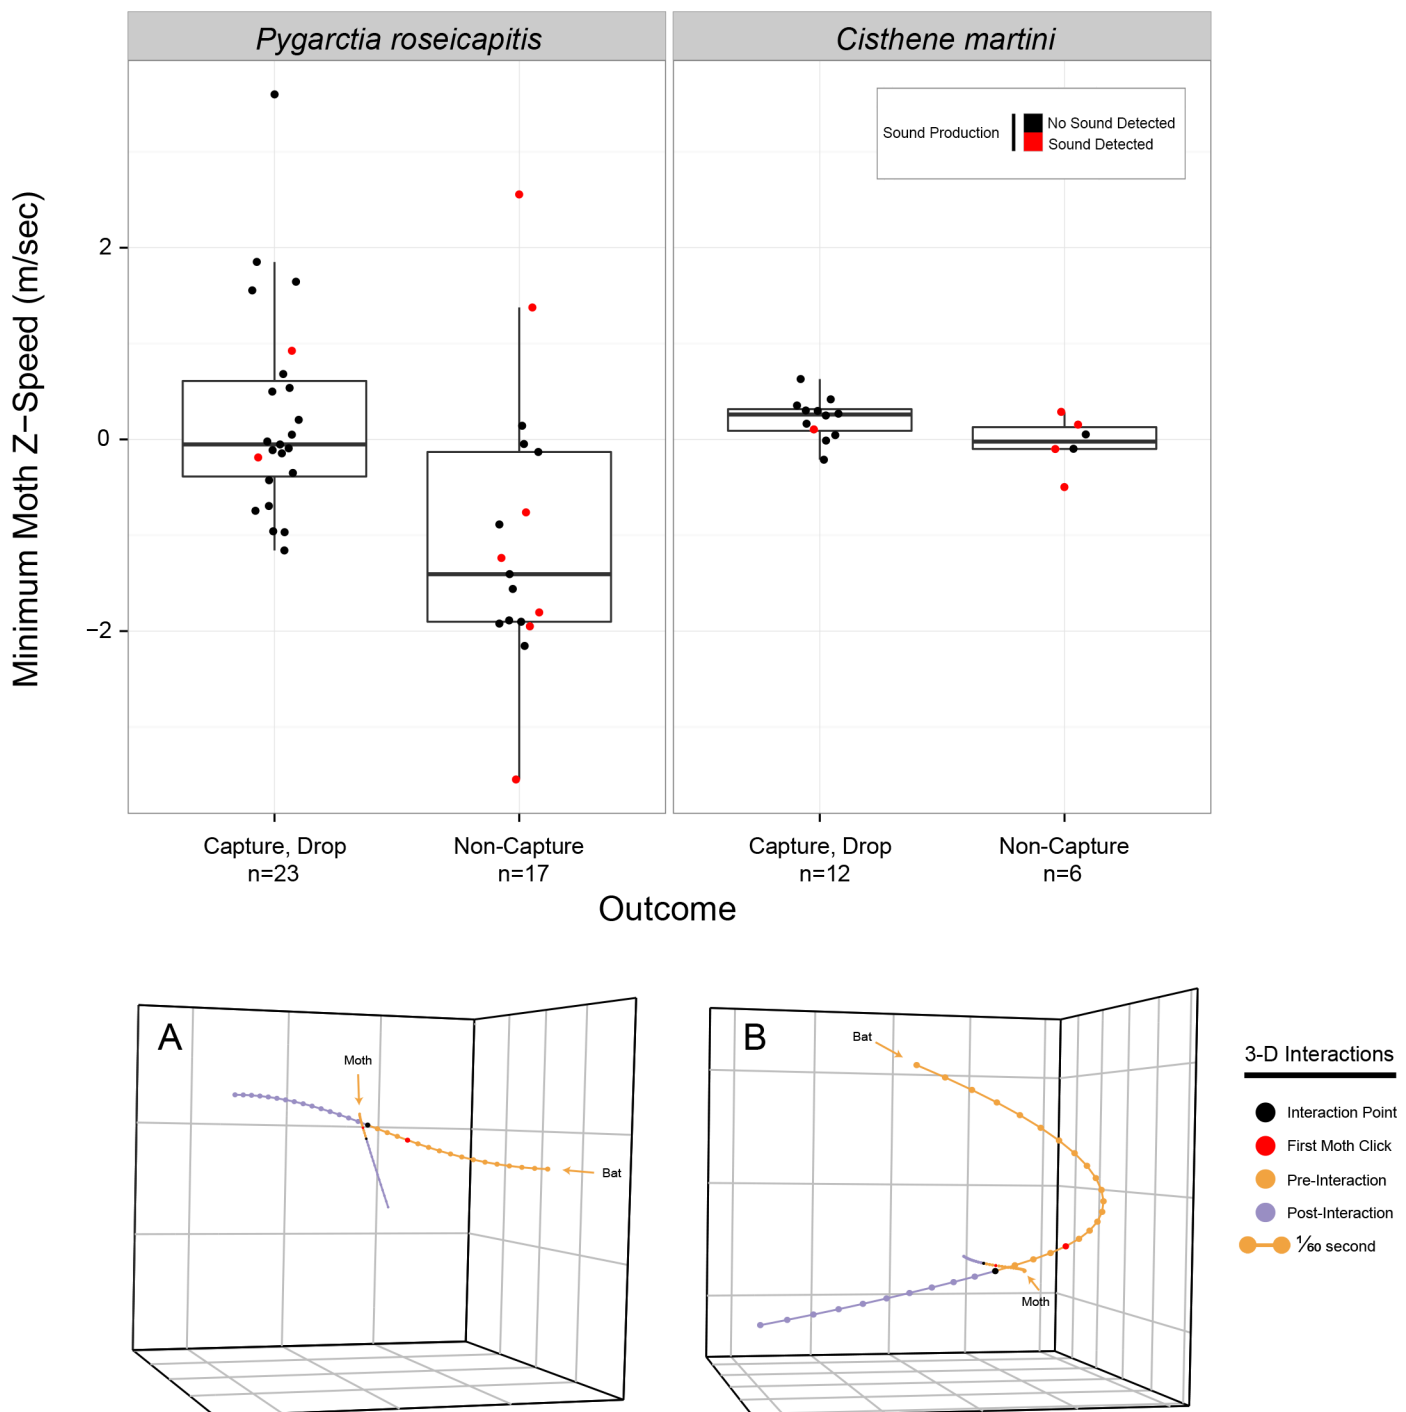 Pygarctia roseicapitis
Cisthene martini
Sound Production
No Sound Detected
Sound Detected
Minimum Moth Z−Speed (m/sec)
2
0
−2
Capture, Drop
n=23
Non-Capture
n=17
Capture, Drop
n=12
Non-Capture
n=6
Outcome
A
Moth
Bat
B
Bat
Moth
3-D Interactions
Interaction Point
First Moth Click
Pre-Interaction
Post-Interaction
1⁄60 second